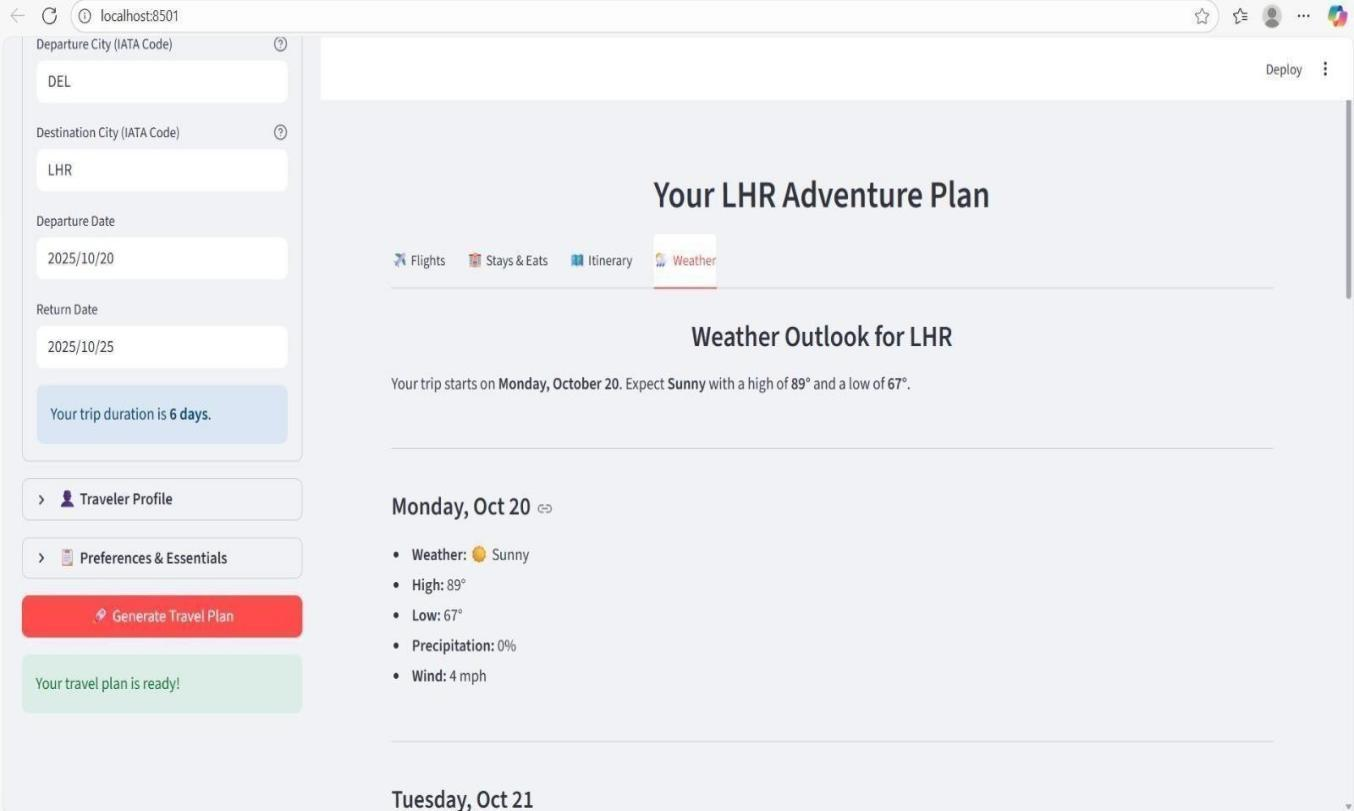 localhost:8501
Departure City (IATA Code)
DEL
Destination City (IATA Code)
LHR
Departure Date
2025/10/20
Return Date
2025/10/25
Your trip duration is 6 days.
Traveler Profile
Preferences & Essentials
Generate Travel Plan
Your travel plan is ready!
Deploy
Your LHR Adventure Plan
Flights Stays & Eats Itinerary Weather
Weather Outlook for LHR
Your trip starts on Monday, October 20. Expect Sunny with a high of 89° and a low of 67°.
Monday, Oct 20
Weather: Sunny
High: 89°
Low: 67°
Precipitation: 0%
Wind: 4 mph
Tuesday, Oct 21